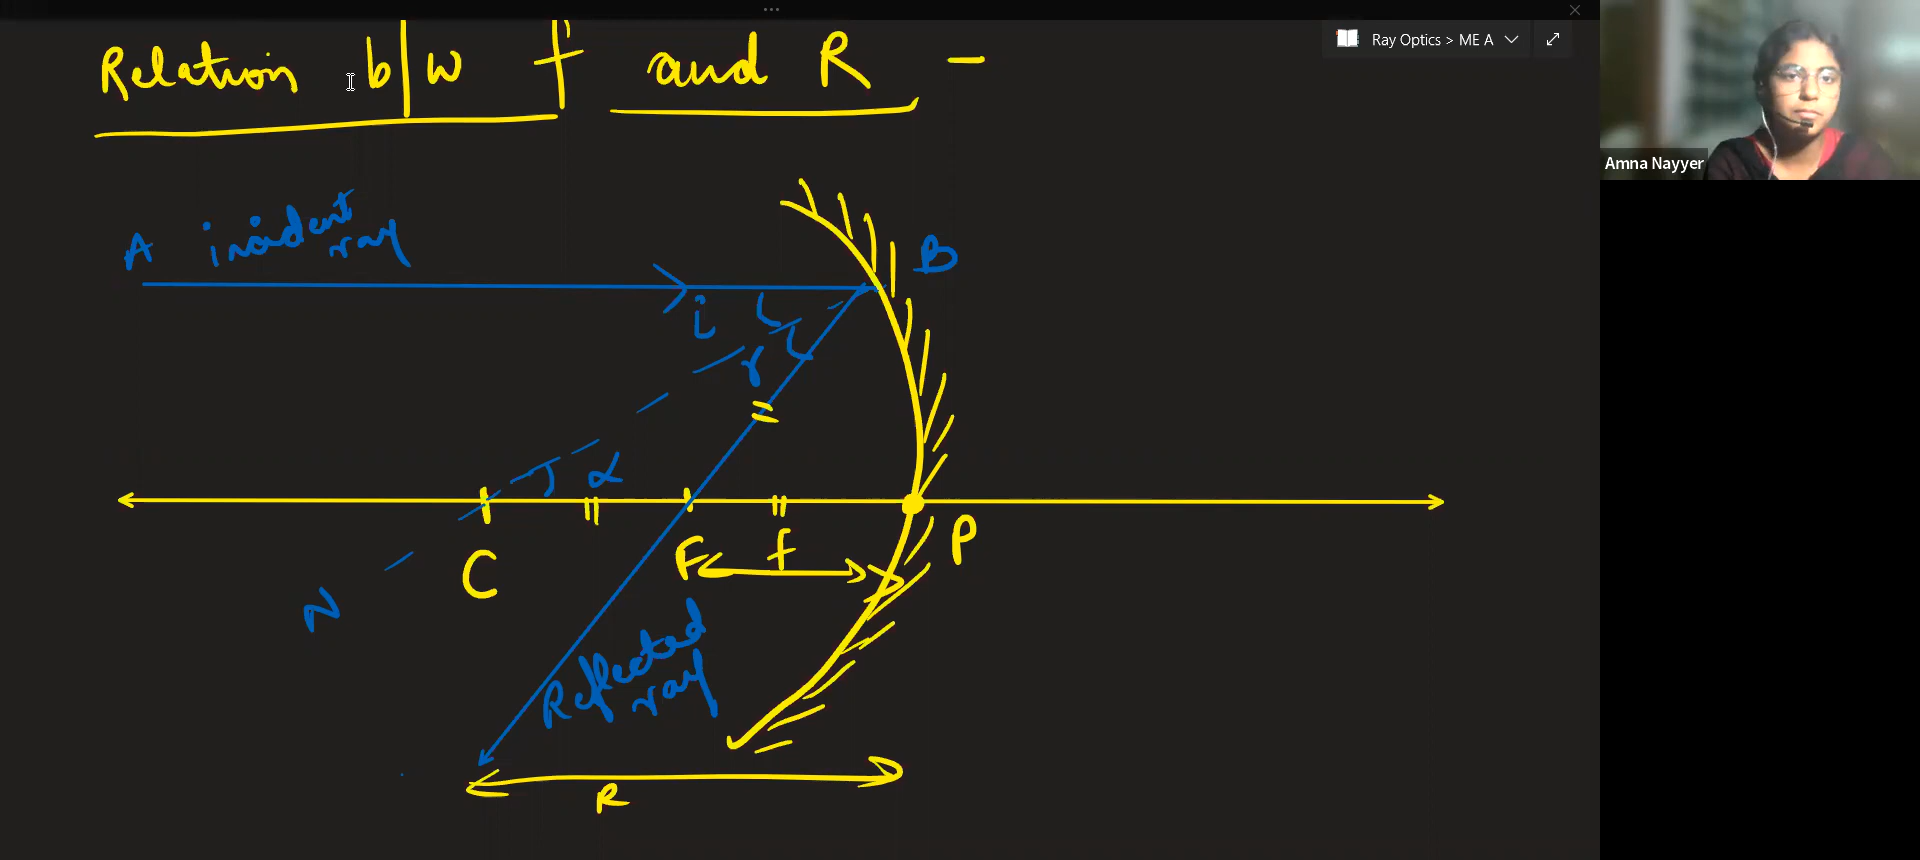 Relation b/w f and R -
Ray Optics > ME A
Amna Nayyer
A incident
ray
B
i
r
α
C
F
f
P
N
Reflected
ray
R